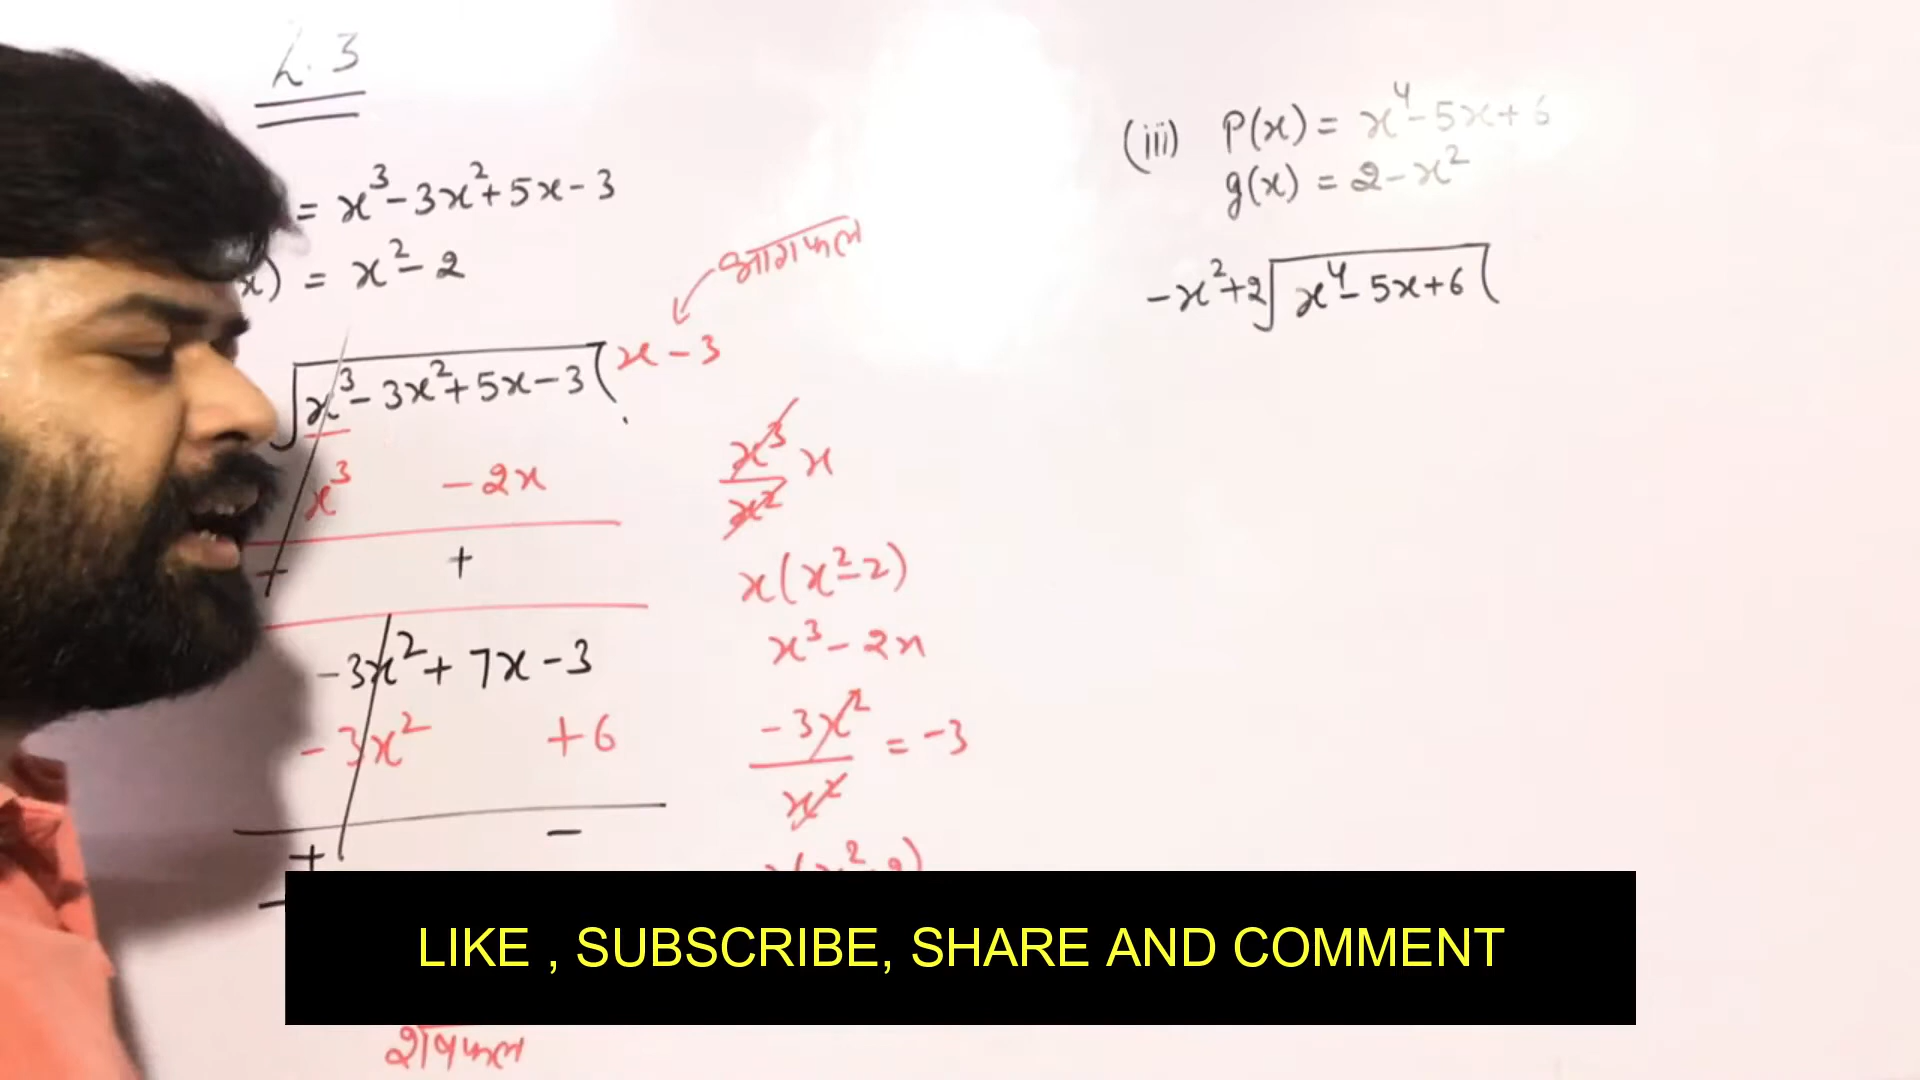 L.3
= x³ - 3x² + 5x - 3
x) = x² - 2
भागफल
x³ - 3x² + 5x - 3 ( x - 3
x³ - 2x
- +
-3x² + 7x - 3
-3x² + 6
+ -
शेषफल
x³/x² x
x(x² - 2)
x³ - 2x
-3x²/x² = -3
(iii) P(x) = x⁴ - 5x + 6
g(x) = 2 - x²
-x² + 2 √ x⁴ - 5x + 6 (
LIKE , SUBSCRIBE, SHARE AND COMMENT